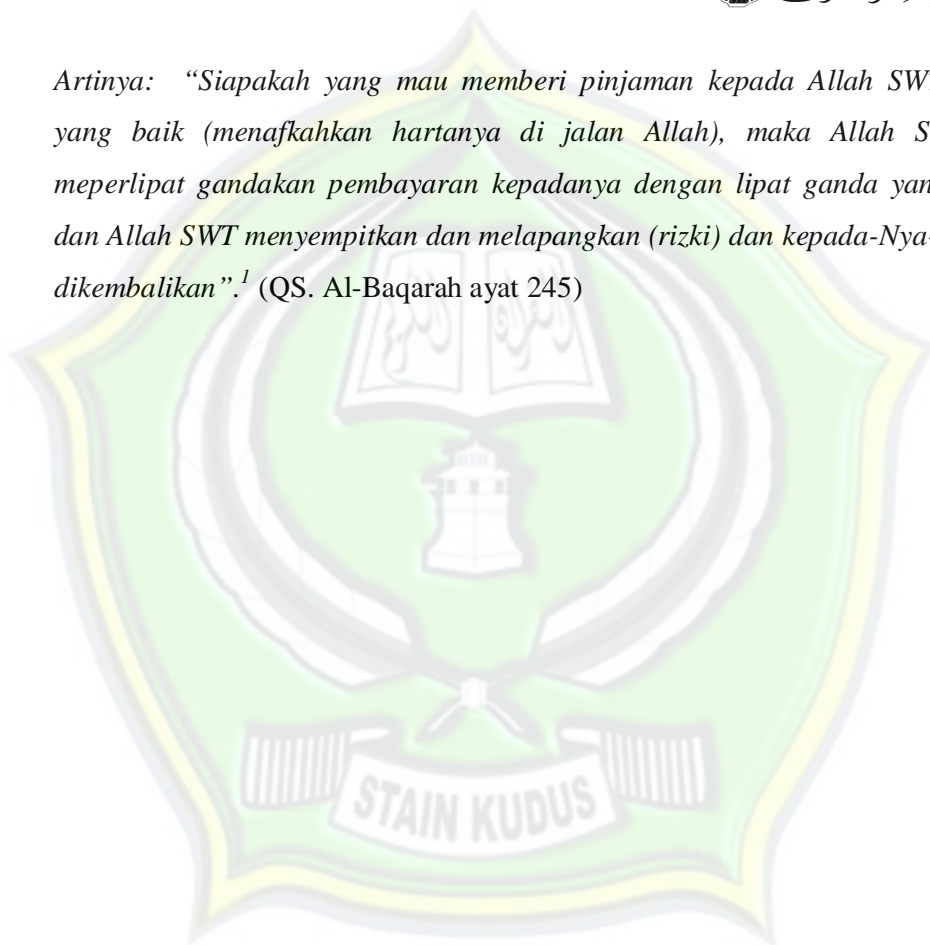 Artinya: “Siapakah yang mau memberi pinjaman kepada Allah
yang baik (menafkahkan hartanya di jalan Allah), maka Allah
meperlipat gandakan pembayaran kepadanya dengan lipat ganda
dan Allah SWT menyempitkan dan melapangkan (rizki) dan kepada-Nya-
dikembalikan”.¹ (QS. Al-Baqarah ayat 245)
STAIN KUDUS